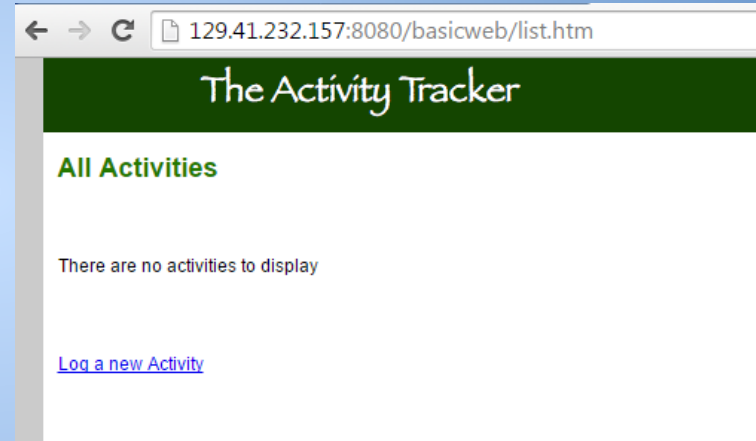 129.41.232.157:8080/basicweb/list.htm
The Activity Tracker
All Activities
There are no activities to display
Log a new Activity